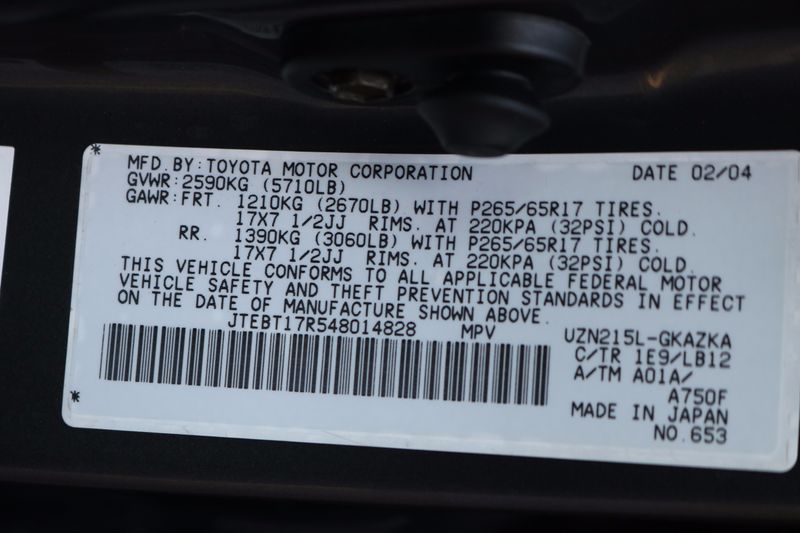 MFD. BY: TOYOTA MOTOR CORPORATION DATE 02/04
GVWR: 2590KG (5710LB)
GAWR: FRT. 1210KG (2670LB) WITH P265/65R17 TIRES.
17X7 1/2JJ RIMS. AT 220KPA (32PSI) COLD.
RR. 1390KG (3060LB) WITH P265/65R17 TIRES.
17X7 1/2JJ RIMS. AT 220KPA (32PSI) COLD.
THIS VEHICLE CONFORMS TO ALL APPLICABLE FEDERAL MOTOR
VEHICLE SAFETY AND THEFT PREVENTION STANDARDS IN EFFECT
ON THE DATE OF MANUFACTURE SHOWN ABOVE.
JTEBT17R548014828 MPV UZN215L-GKAZKA
C/TR 1E9/LB12
A/TM A01A/
A750F
MADE IN JAPAN
NO.653